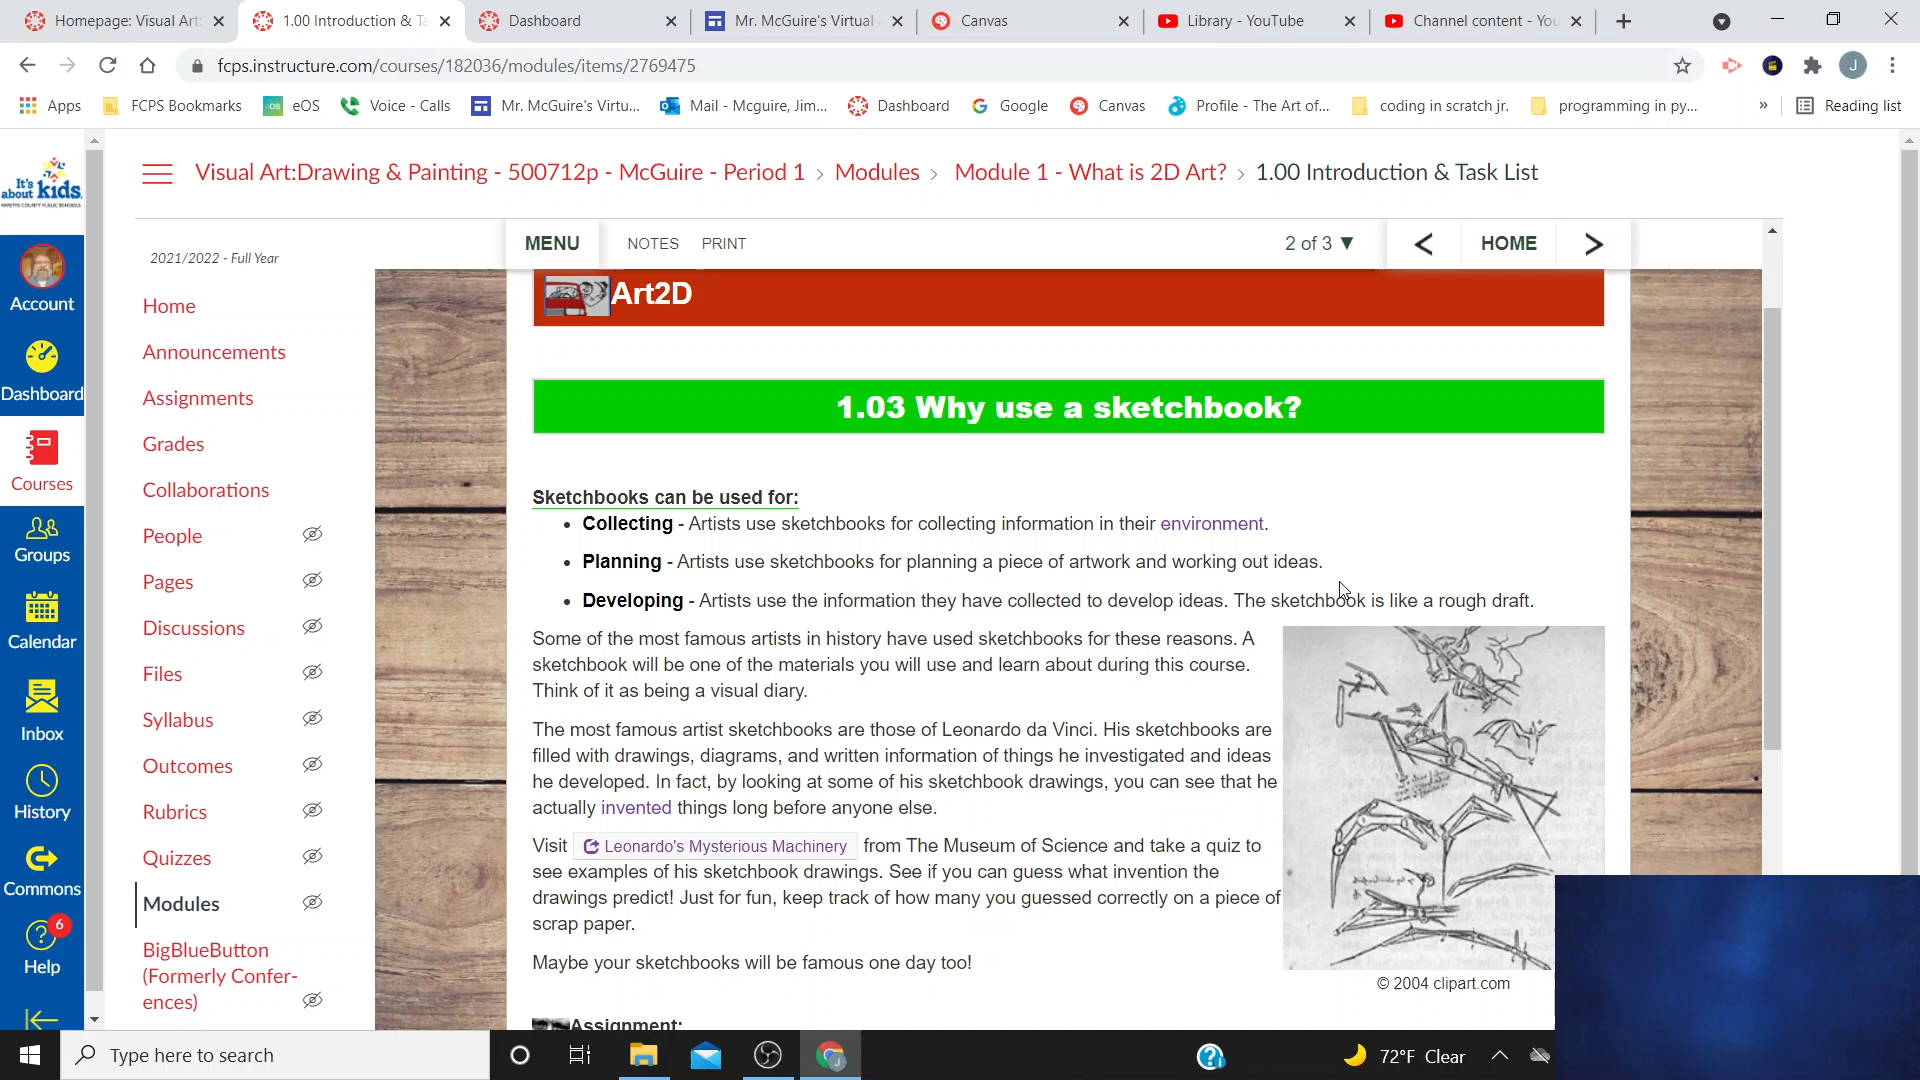 Homepage: Visual Art:
1.00 Introduction & Ta
Dashboard
Mr. McGuire's Virtual
Canvas
Library - YouTube
Channel content - You
fcps.instructure.com/courses/182036/modules/items/2769475
J
Apps
FCPS Bookmarks
eOS
Voice - Calls
Mr. McGuire's Virtu...
Mail - Mcguire, Jim...
Dashboard
Google
Canvas
Profile - The Art of...
coding in scratch jr.
programming in py...
»
Reading list
It's about kids.
FAYETTE COUNTY PUBLIC SCHOOLS
Account
Dashboard
Courses
Groups
Calendar
Inbox
History
Commons
6
Help
Visual Art:Drawing & Painting - 500712p - McGuire - Period 1 › Modules › Module 1 - What is 2D Art? › 1.00 Introduction & Task List
2021/2022 - Full Year
Home
Announcements
Assignments
Grades
Collaborations
People
Pages
Discussions
Files
Syllabus
Outcomes
Rubrics
Quizzes
Modules
BigBlueButton
(Formerly Confer-
ences)
MENU NOTES PRINT 2 of 3 ▼ < HOME >
Art2D
1.03 Why use a sketchbook?
Sketchbooks can be used for:
• Collecting - Artists use sketchbooks for collecting information in their environment.
• Planning - Artists use sketchbooks for planning a piece of artwork and working out ideas.
• Developing - Artists use the information they have collected to develop ideas. The sketchbook is like a rough draft.
Some of the most famous artists in history have used sketchbooks for these reasons. A
sketchbook will be one of the materials you will use and learn about during this course.
Think of it as being a visual diary.
The most famous artist sketchbooks are those of Leonardo da Vinci. His sketchbooks are
filled with drawings, diagrams, and written information of things he investigated and ideas
he developed. In fact, by looking at some of his sketchbook drawings, you can see that he
actually invented things long before anyone else.
Visit Leonardo's Mysterious Machinery from The Museum of Science and take a quiz to
see examples of his sketchbook drawings. See if you can guess what invention the
drawings predict! Just for fun, keep track of how many you guessed correctly on a piece of
scrap paper.
Maybe your sketchbooks will be famous one day too!
© 2004 clipart.com
Assignment:
Type here to search
72°F Clear